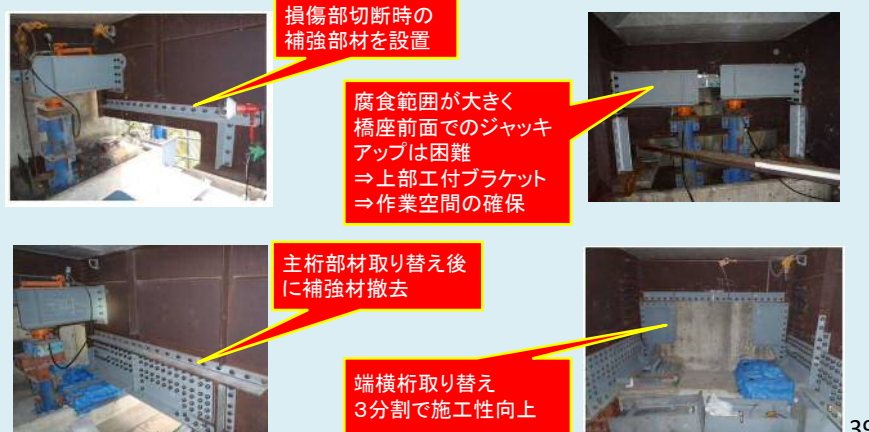 損傷部切断時の
補強部材を設置
腐食範囲が大きく
橋座前面でのジャッキ
アップは困難
⇒上部工付ブラケット
⇒作業空間の確保
主桁部材取り替え後
に補強材撤去
端横桁取り替え
３分割で施工性向上